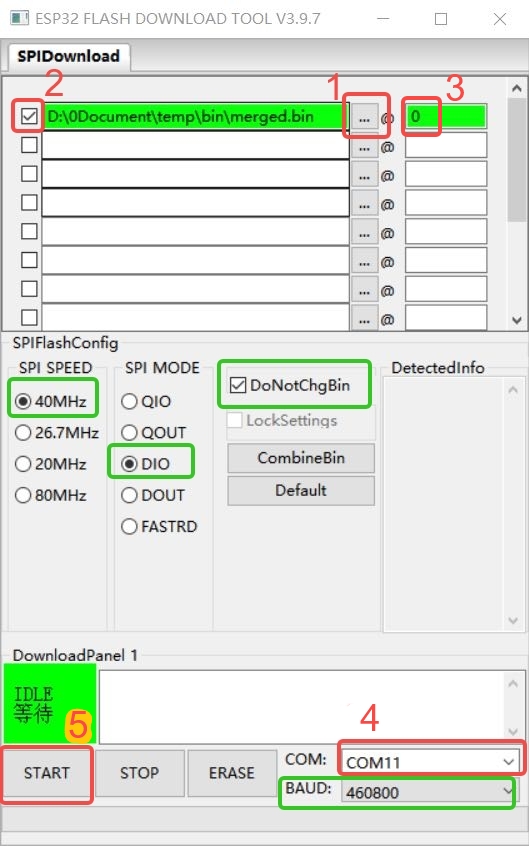 ESP32 FLASH DOWNLOAD TOOL V3.9.7
SPIDownload
2
1
3
D:\0Document\temp\bin\merged.bin
...
@
0
... @
... @
... @
... @
... @
... @
... @
SPIFlashConfig
SPI SPEED
40MHz
26.7MHz
20MHz
80MHz
SPI MODE
QIO
QOUT
DIO
DOUT
FASTRD
DoNotChgBin
LockSettings
CombineBin
Default
DetectedInfo
DownloadPanel 1
IDLE
等待
5
4
START
STOP
ERASE
COM: COM11
BAUD: 460800